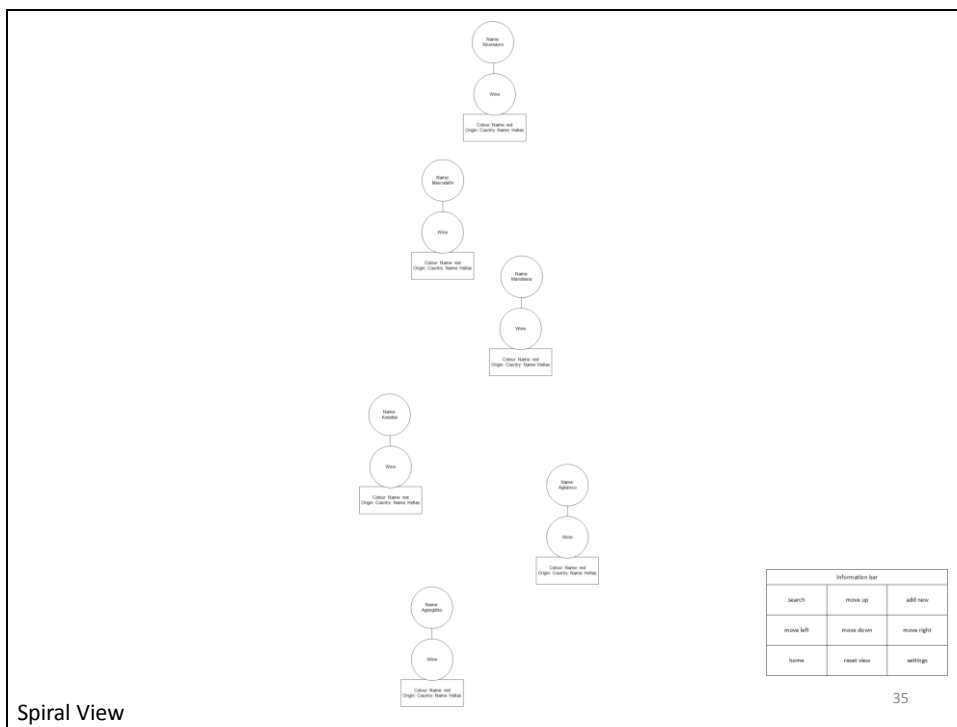 Name:
Xinomavro
Wine
Colour: Name: red
Origin: Country: Name: Hellas
Name:
Mavrodafni
Wine
Colour: Name: red
Origin: Country: Name: Hellas
Name:
Mandilaria
Wine
Colour: Name: red
Origin: Country: Name: Hellas
Name:
Kotsifali
Wine
Colour: Name: red
Origin: Country: Name: Hellas
Name:
Wine
Colour: Name: red
Origin: Country: Name: Hellas
Name:
Agiorgitiko
Wine
Colour: Name: red
Origin: Country: Name: Hellas
Information bar
search move up add new
move left move down move right
home reset view settings
35
Spiral View